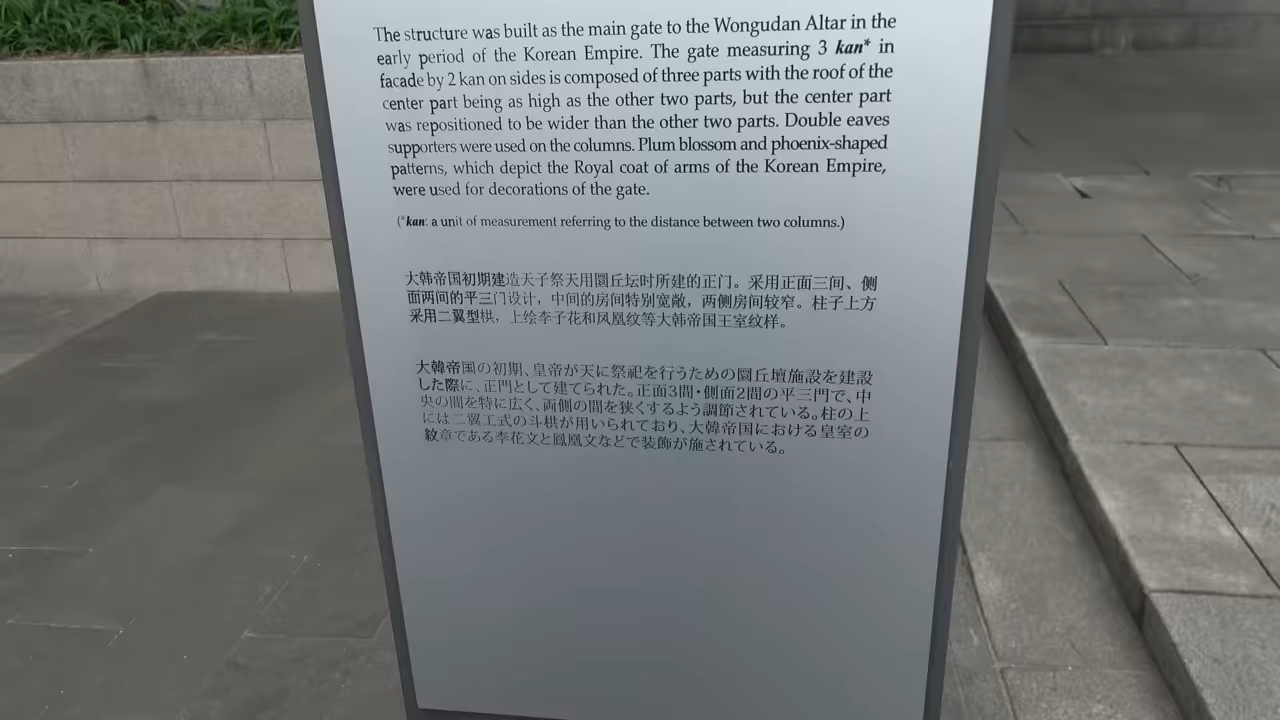 The structure was built as the main gate to the Wongudan Altar in the
early period of the Korean Empire. The gate measuring 3 kan* in
facade by 2 kan on sides is composed of three parts with the roof of the
center part being as high as the other two parts, but the center part
was repositioned to be wider than the other two parts. Double eaves
supporters were used on the columns. Plum blossom and phoenix-shaped
patterns, which depict the Royal coat of arms of the Korean Empire,
were used for decorations of the gate.
(*kan: a unit of measurement referring to the distance between two columns.)
大韩帝国初期建造天子祭天用圜丘坛时所建的正门。采用正面三间、侧
面两间的平三门设计，中间的房间特别宽敞，两侧房间较窄。柱子上方
采用二翼型栱，上绘李子花和凤凰纹等大韩帝国王室纹样。
大韓帝国の初期、皇帝が天に祭祀を行うための圜丘壇施設を建設
した際に、正門として建てられた。正面3間・側面2間の平三門で、中
央の間を特に広く、両側の間を狭くするよう調節されている。柱の上
には二翼工式の斗栱が用いられており、大韓帝国における皇室の
紋章である李花文と鳳凰文などで装飾が施されている。